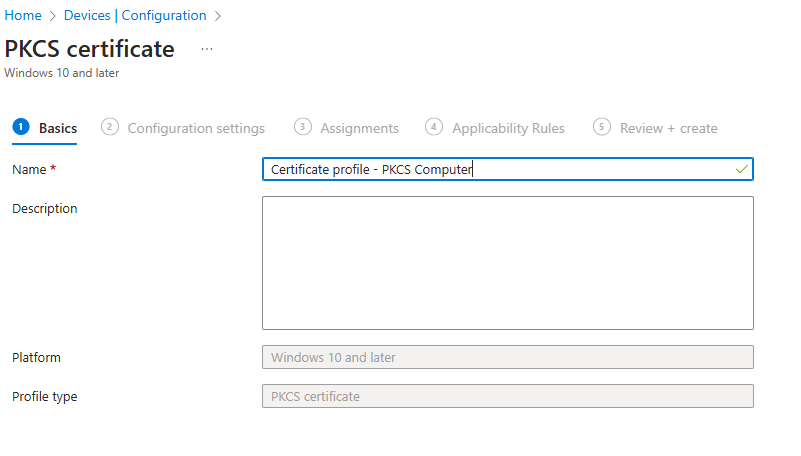 Home > Devices | Configuration >
PKCS certificate ...
Windows 10 and later
1 Basics 2 Configuration settings 3 Assignments 4 Applicability Rules 5 Review + create
Name * Certificate profile - PKCS Computer
Description
Platform Windows 10 and later
Profile type PKCS certificate